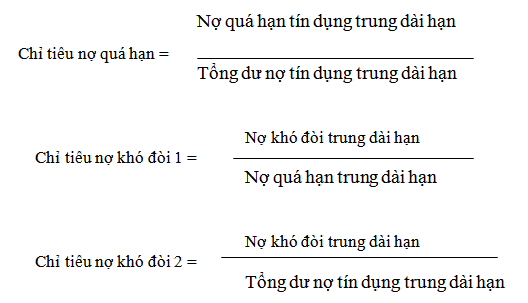 Nợ quá hạn tín dụng trung dài hạn
Chỉ tiêu nợ quá hạn =
Tổng dư nợ tín dụng trung dài hạn
Nợ khó đòi trung dài hạn
Chỉ tiêu nợ khó đòi 1 =
Nợ quá hạn trung dài hạn
Nợ khó đòi trung dài hạn
Chỉ tiêu nợ khó đòi 2 =
Tổng dư nợ tín dụng trung dài hạn